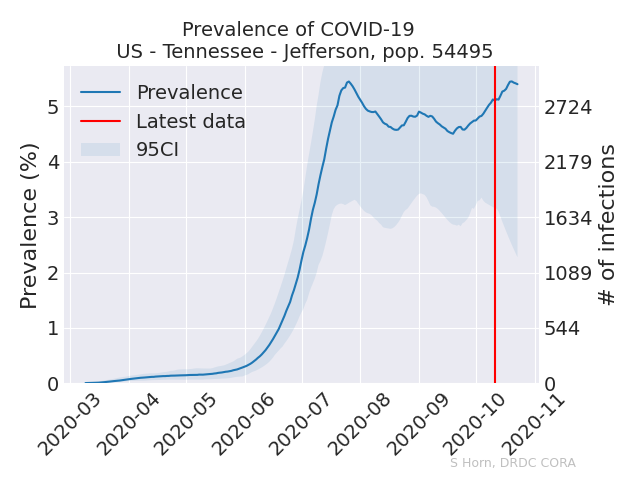 Prevalence of COVID-19
US - Tennessee - Jefferson, pop. 54495
Prevalence
Latest data
95CI
Prevalence (%)
5
4
3
2
1
0
2724
2179
1634
1089
544
0
# of infections
2020-03
2020-04
2020-05
2020-06
2020-07
2020-08
2020-09
2020-10
2020-11
S Horn, DRDC CORA